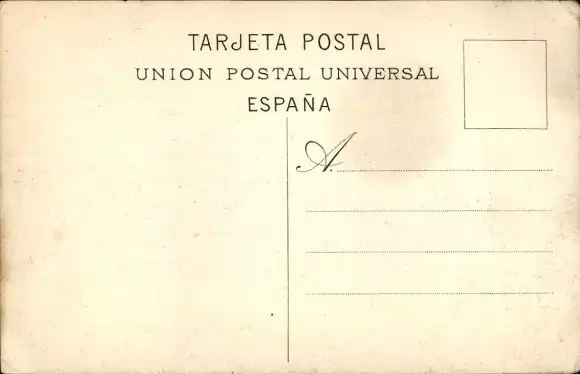 TARJETA POSTAL
UNION POSTAL UNIVERSAL
ESPAÑA
A.